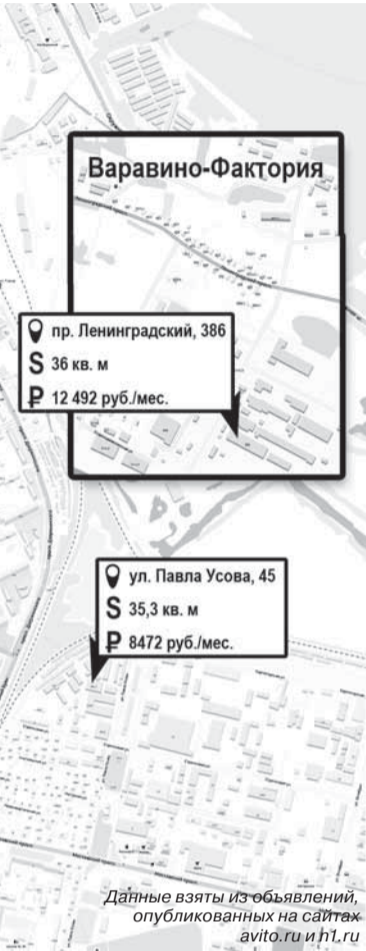 Варавино-Фактория
пр. Ленинградский, 386
S 36 кв. м
₽ 12 492 руб./мес.
ул. Павла Усова, 45
S 35,3 кв. м
₽ 8472 руб./мес.
Данные взяты из объявлений,
опубликованных на сайтах
avito.ru и h1.ru